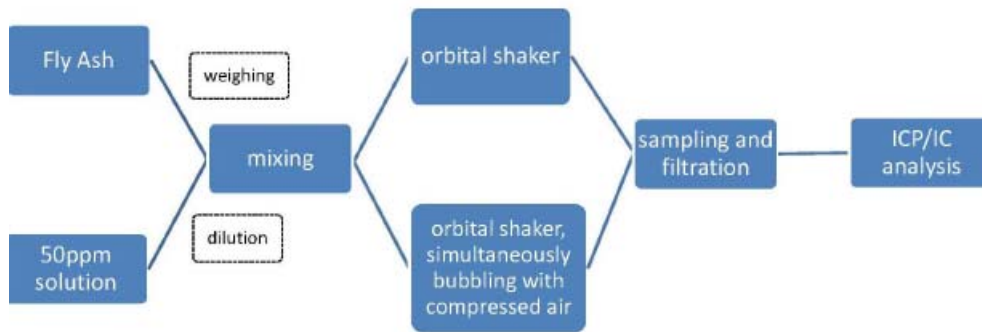 Fly Ash
weighing
mixing
dilution
50ppm
solution
orbital shaker
orbital shaker,
simultaneously
bubbling with
compressed air
sampling and
filtration
ICP/IC
analysis